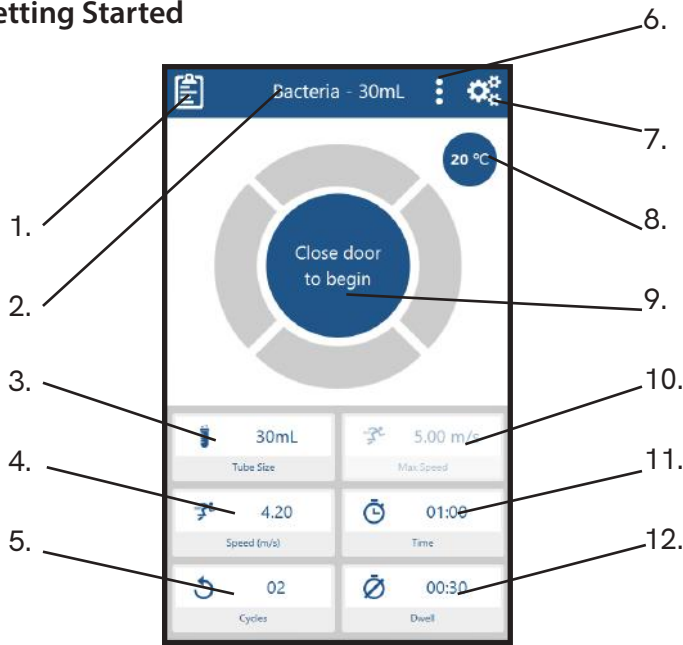 etting Started
6.
Bacteria - 30mL
7.
20 °C
1.
8.
Close door
to begin
2.
9.
3.
10.
30mL
5.00 m/s
Tube Size
Max Speed
4.
11.
4.20
01:00
Speed (m/s)
Time
5.
12.
02
00:30
Cycles
Dwell